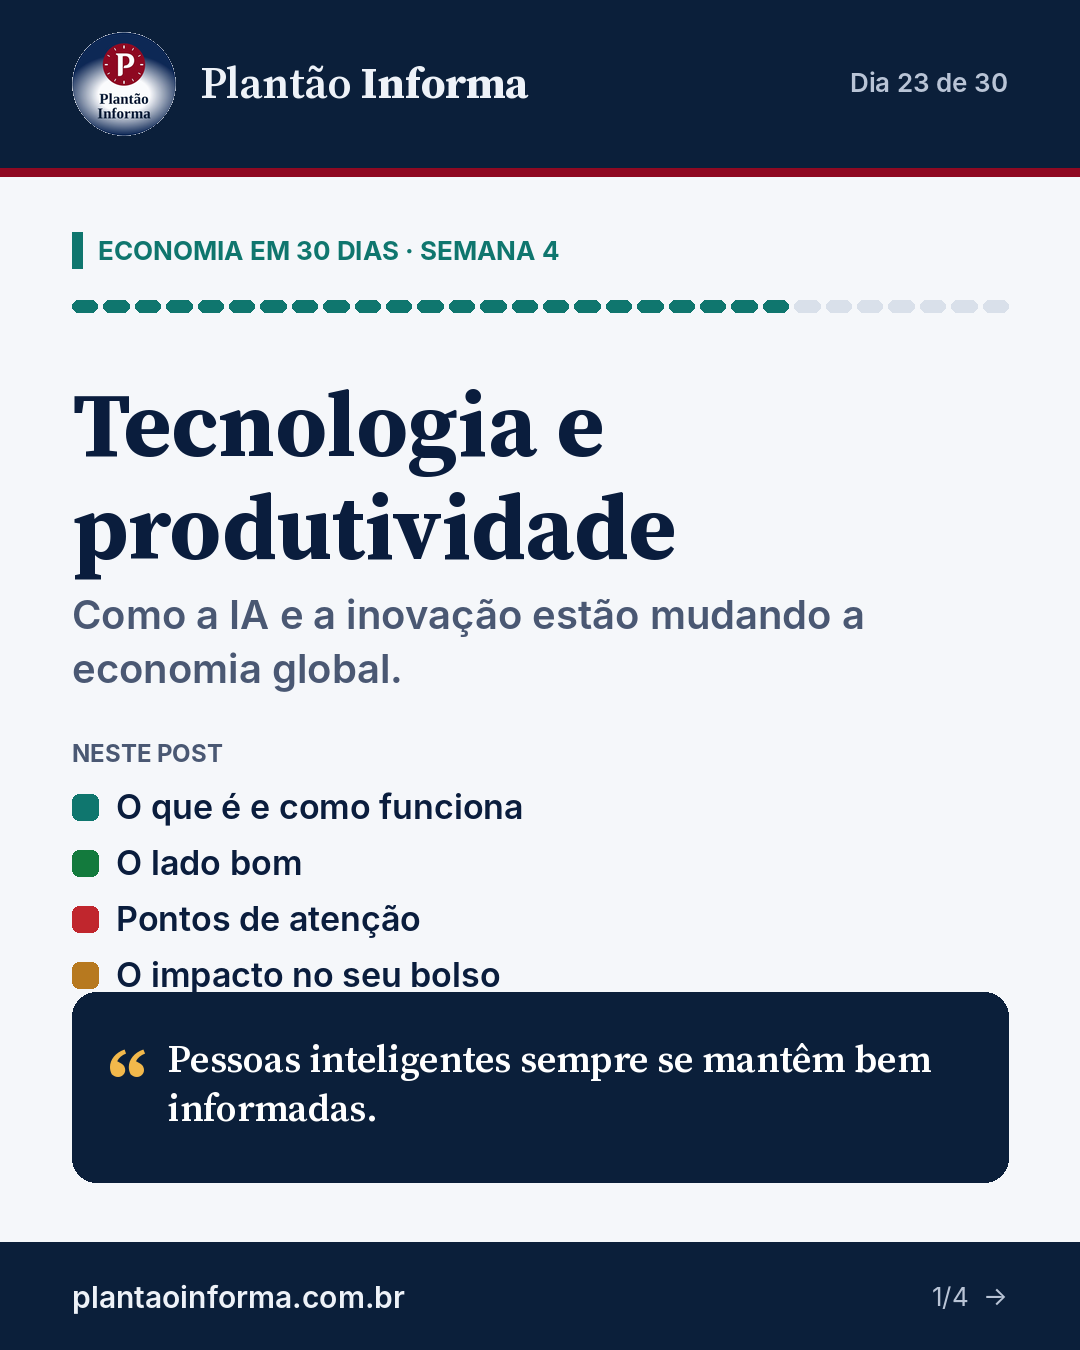 P
Plantão
Informa
Plantão Informa
Dia 23 de 30
ECONOMIA EM 30 DIAS · SEMANA 4
Tecnologia e
produtividade
Como a IA e a inovação estão mudando a
economia global.
NESTE POST
O que é e como funciona
O lado bom
Pontos de atenção
O impacto no seu bolso
“ Pessoas inteligentes sempre se mantêm bem
informadas.
plantaoinforma.com.br
1/4 →